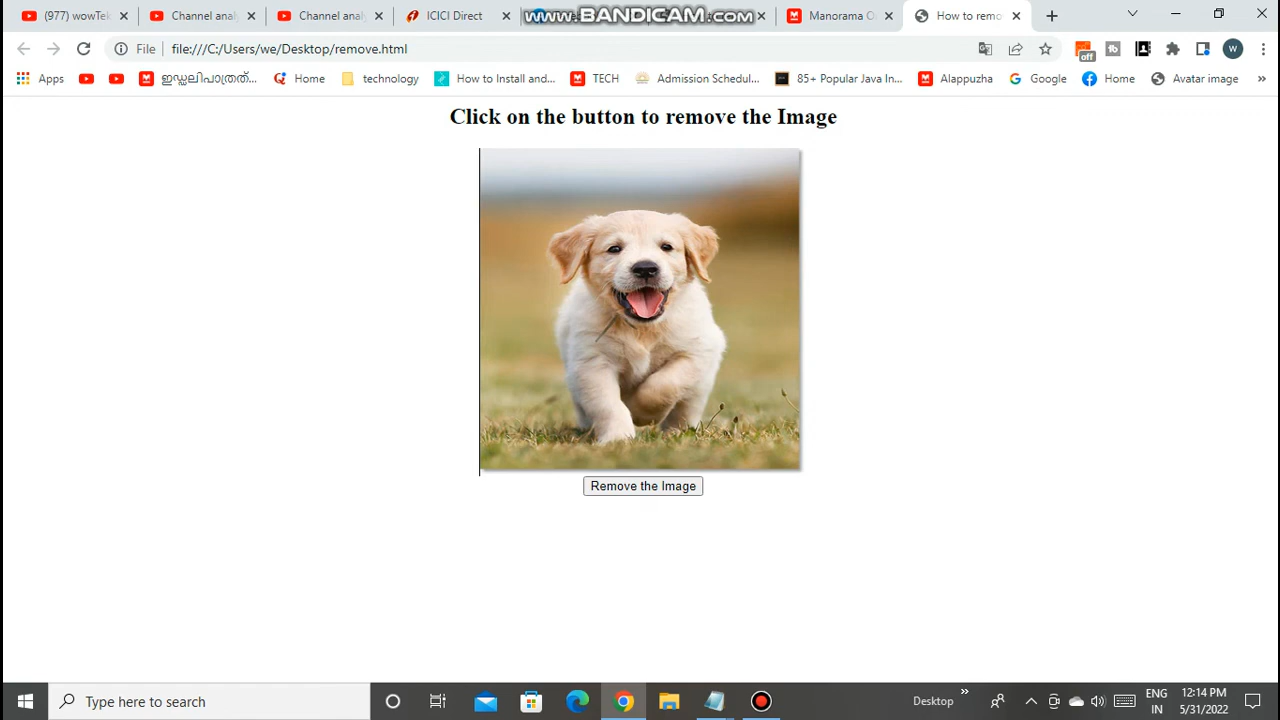 (977) wowTek
Channel anal
Channel anal
ICICI Direct
www.BANDICAM.com
Manorama O
How to remo
File
file:///C:/Users/we/Desktop/remove.html
off
W
Apps
Home
technology
How to Install and...
TECH
Admission Schedul...
85+ Popular Java In...
Alappuzha
Google
Home
Avatar image
»
Click on the button to remove the Image
Remove the Image
Type here to search
Desktop
»
ENG
IN
12:14 PM
5/31/2022